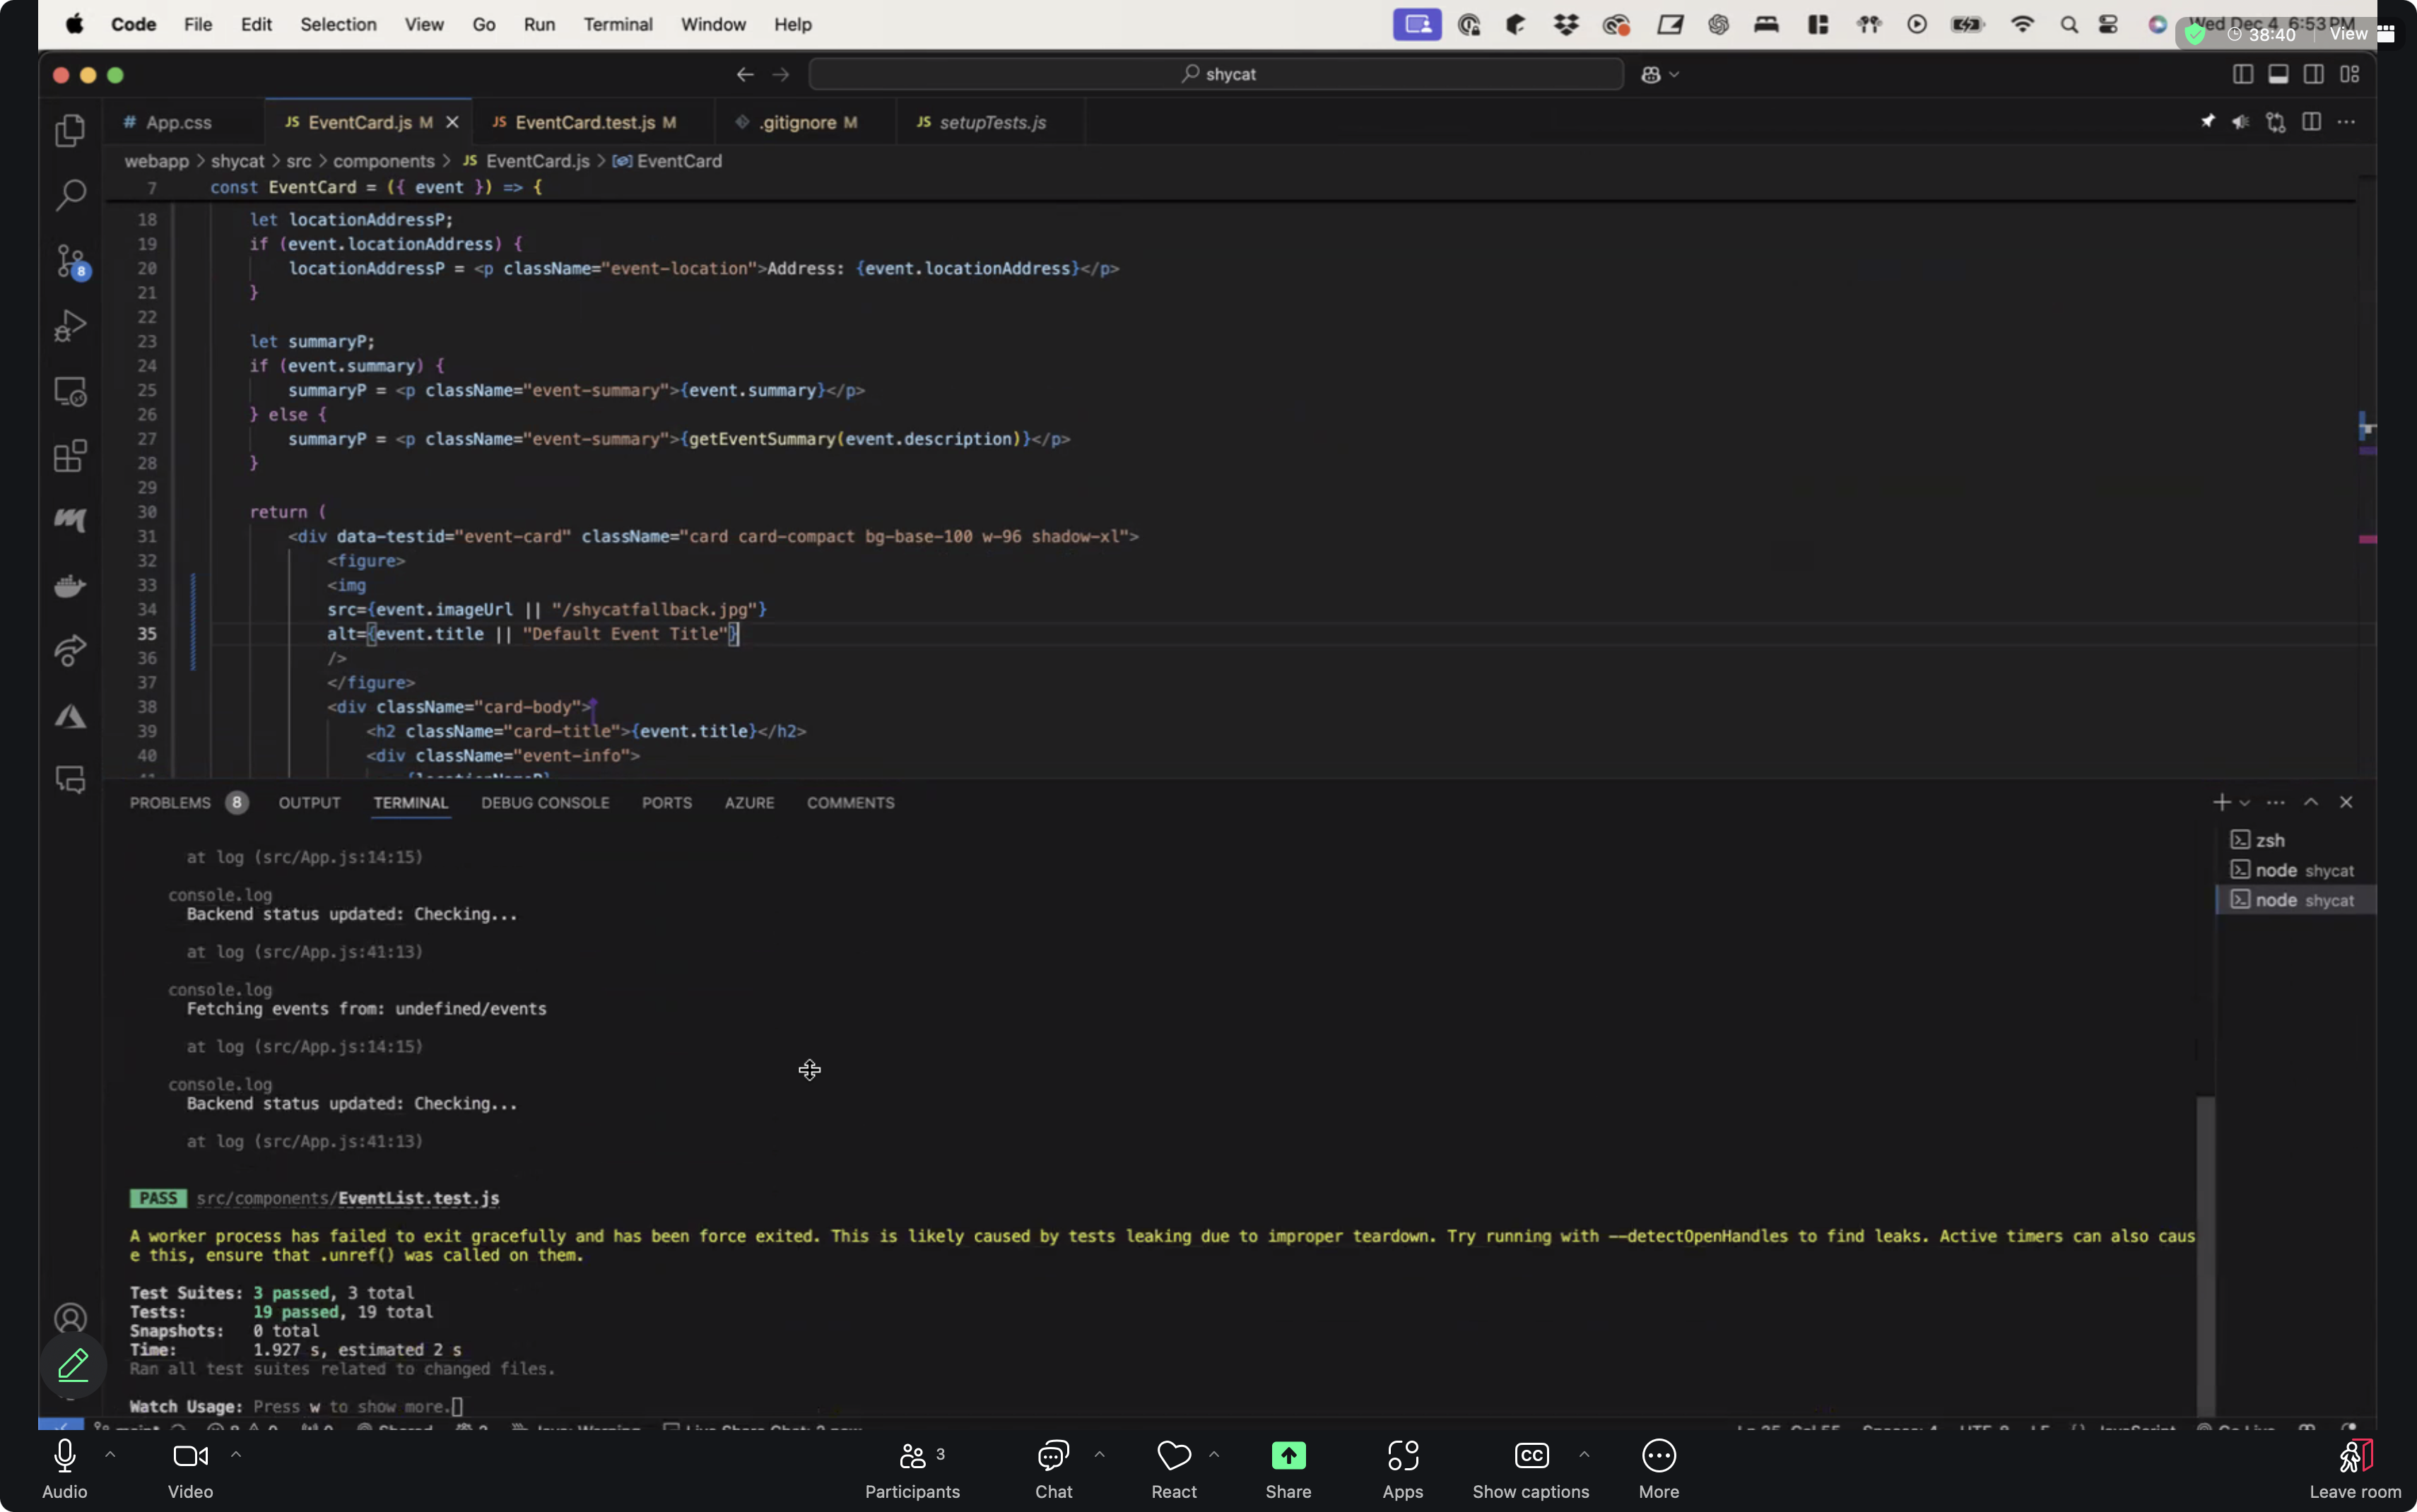 Code File Edit Selection View Go Run Terminal Window Help Wed Dec 4 6:53 PM
38:40 View
shycat
# App.css JS EventCard.js M JS EventCard.test.js M .gitignore M JS setupTests.js
webapp > shycat > src > components > JS EventCard.js > EventCard
7 const EventCard = ({ event }) => {
18 let locationAddressP;
19 if (event.locationAddress) {
20 locationAddressP = <p className="event-location">Address: {event.locationAddress}</p>
21 }
22
23 let summaryP;
24 if (event.summary) {
25 summaryP = <p className="event-summary">{event.summary}</p>
26 } else {
27 summaryP = <p className="event-summary">{getEventSummary(event.description)}</p>
28 }
29
30 return (
31 <div data-testid="event-card" className="card card-compact bg-base-100 w-96 shadow-xl">
32 <figure>
33 <img
34 src={event.imageUrl || "/shycatfallback.jpg"}
35 alt={event.title || "Default Event Title"}
36 />
37 </figure>
38 <div className="card-body">
39 <h2 className="card-title">{event.title}</h2>
40 <div className="event-info">
8
PROBLEMS 8 OUTPUT TERMINAL DEBUG CONSOLE PORTS AZURE COMMENTS
zsh
node shycat
node shycat
at log (src/App.js:14:15)
console.log
Backend status updated: Checking...
at log (src/App.js:41:13)
console.log
Fetching events from: undefined/events
at log (src/App.js:14:15)
console.log
Backend status updated: Checking...
at log (src/App.js:41:13)
PASS src/components/EventList.test.js
A worker process has failed to exit gracefully and has been force exited. This is likely caused by tests leaking due to improper teardown. Try running with --detectOpenHandles to find leaks. Active timers can also caus
e this, ensure that .unref() was called on them.
Test Suites: 3 passed, 3 total
Tests: 19 passed, 19 total
Snapshots: 0 total
Time: 1.927 s, estimated 2 s
Ran all test suites related to changed files.
Watch Usage: Press w to show more.
3
CC
Audio Video Participants Chat React Share Apps Show captions More Leave room